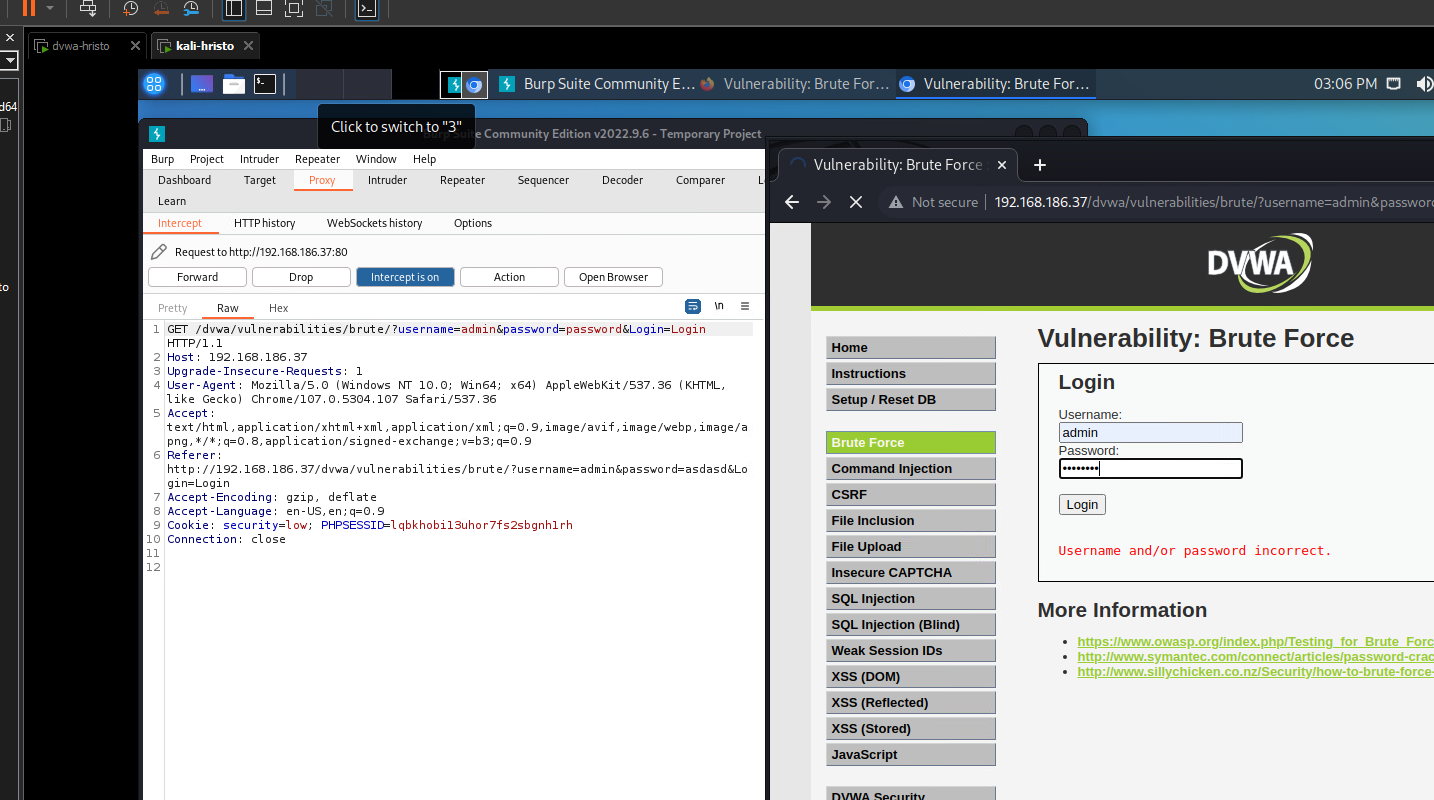 dvwa-hristo
kali-hristo
d64
to
Burp Suite Community E...
Vulnerability: Brute For...
Vulnerability: Brute For...
03:06 PM
Click to switch to "3"
Suite Community Edition v2022.9.6 - Temporary Project
Burp Project Intruder Repeater Window Help
Dashboard Target Proxy Intruder Repeater Sequencer Decoder Comparer
Learn
Intercept HTTP history WebSockets history Options
Request to http://192.168.186.37:80
Forward Drop Intercept is on Action Open Browser
Pretty Raw Hex \n
1 GET /dvwa/vulnerabilities/brute/?username=admin&password=password&Login=Login
HTTP/1.1
2 Host: 192.168.186.37
3 Upgrade-Insecure-Requests: 1
4 User-Agent: Mozilla/5.0 (Windows NT 10.0; Win64; x64) AppleWebKit/537.36 (KHTML,
like Gecko) Chrome/107.0.5304.107 Safari/537.36
5 Accept:
text/html,application/xhtml+xml,application/xml;q=0.9,image/avif,image/webp,image/a
png,*/*;q=0.8,application/signed-exchange;v=b3;q=0.9
6 Referer:
http://192.168.186.37/dvwa/vulnerabilities/brute/?username=admin&password=asdasd&Lo
gin=Login
7 Accept-Encoding: gzip, deflate
8 Accept-Language: en-US,en;q=0.9
9 Cookie: security=low; PHPSESSID=lqbkhobi13uhor7fs2sbgnh1rh
10 Connection: close
11
12
Vulnerability: Brute Force
Not secure 192.168.186.37/dvwa/vulnerabilities/brute/?username=admin&passwor
DVWA
Home
Instructions
Setup / Reset DB
Brute Force
Command Injection
CSRF
File Inclusion
File Upload
Insecure CAPTCHA
SQL Injection
SQL Injection (Blind)
Weak Session IDs
XSS (DOM)
XSS (Reflected)
XSS (Stored)
JavaScript
DVWA Security
Vulnerability: Brute Force
Login
Username:
admin
Password:
••••••••
Login
Username and/or password incorrect.
More Information
• https://www.owasp.org/index.php/Testing_for_Brute_Forc
• http://www.symantec.com/connect/articles/password-crac
• http://www.sillychicken.co.nz/Security/how-to-brute-force-